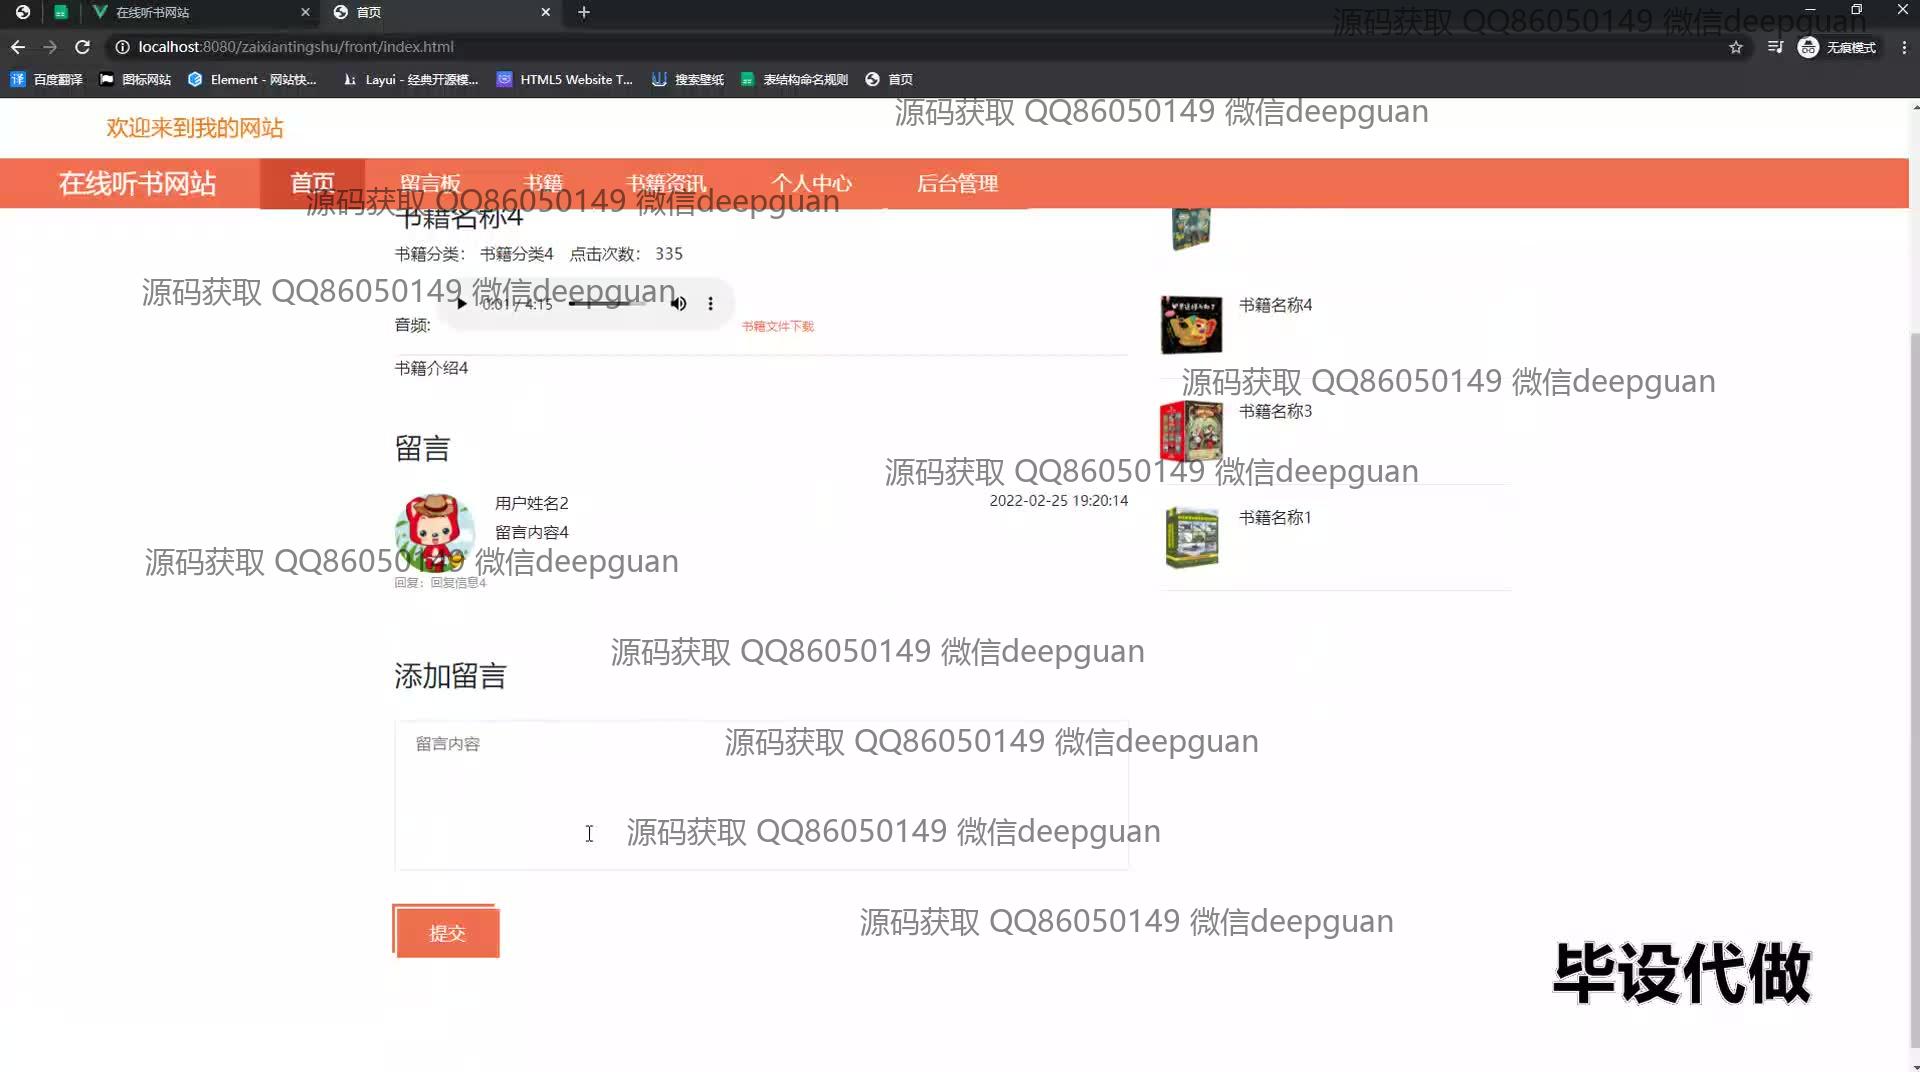 在线听书网站
首页
源码获取 QQ86050149 微信deepguan
localhost:8080/zaixiantingshu/front/index.html
无痕模式
百度翻译
图标网站
Element - 网站快...
Layui - 经典开源模...
HTML5 Website T...
搜索壁纸
表结构命名规则
首页
源码获取 QQ86050149 微信deepguan
欢迎来到我的网站
在线听书网站
首页
留言板
书籍
书籍资讯
个人中心
后台管理
源码获取 QQ86050149 微信deepguan
书籍名称4
书籍分类: 书籍分类4 点击次数: 335
源码获取 QQ86050149 微信deepguan
0:01 / 4:15
音频:
书籍文件下载
书籍名称4
书籍介绍4
源码获取 QQ86050149 微信deepguan
书籍名称3
留言
源码获取 QQ86050149 微信deepguan
用户姓名2
2022-02-25 19:20:14
书籍名称1
留言内容4
源码获取 QQ86050149 微信deepguan
回复: 回复信息4
源码获取 QQ86050149 微信deepguan
添加留言
留言内容
源码获取 QQ86050149 微信deepguan
源码获取 QQ86050149 微信deepguan
源码获取 QQ86050149 微信deepguan
提交
毕设代做